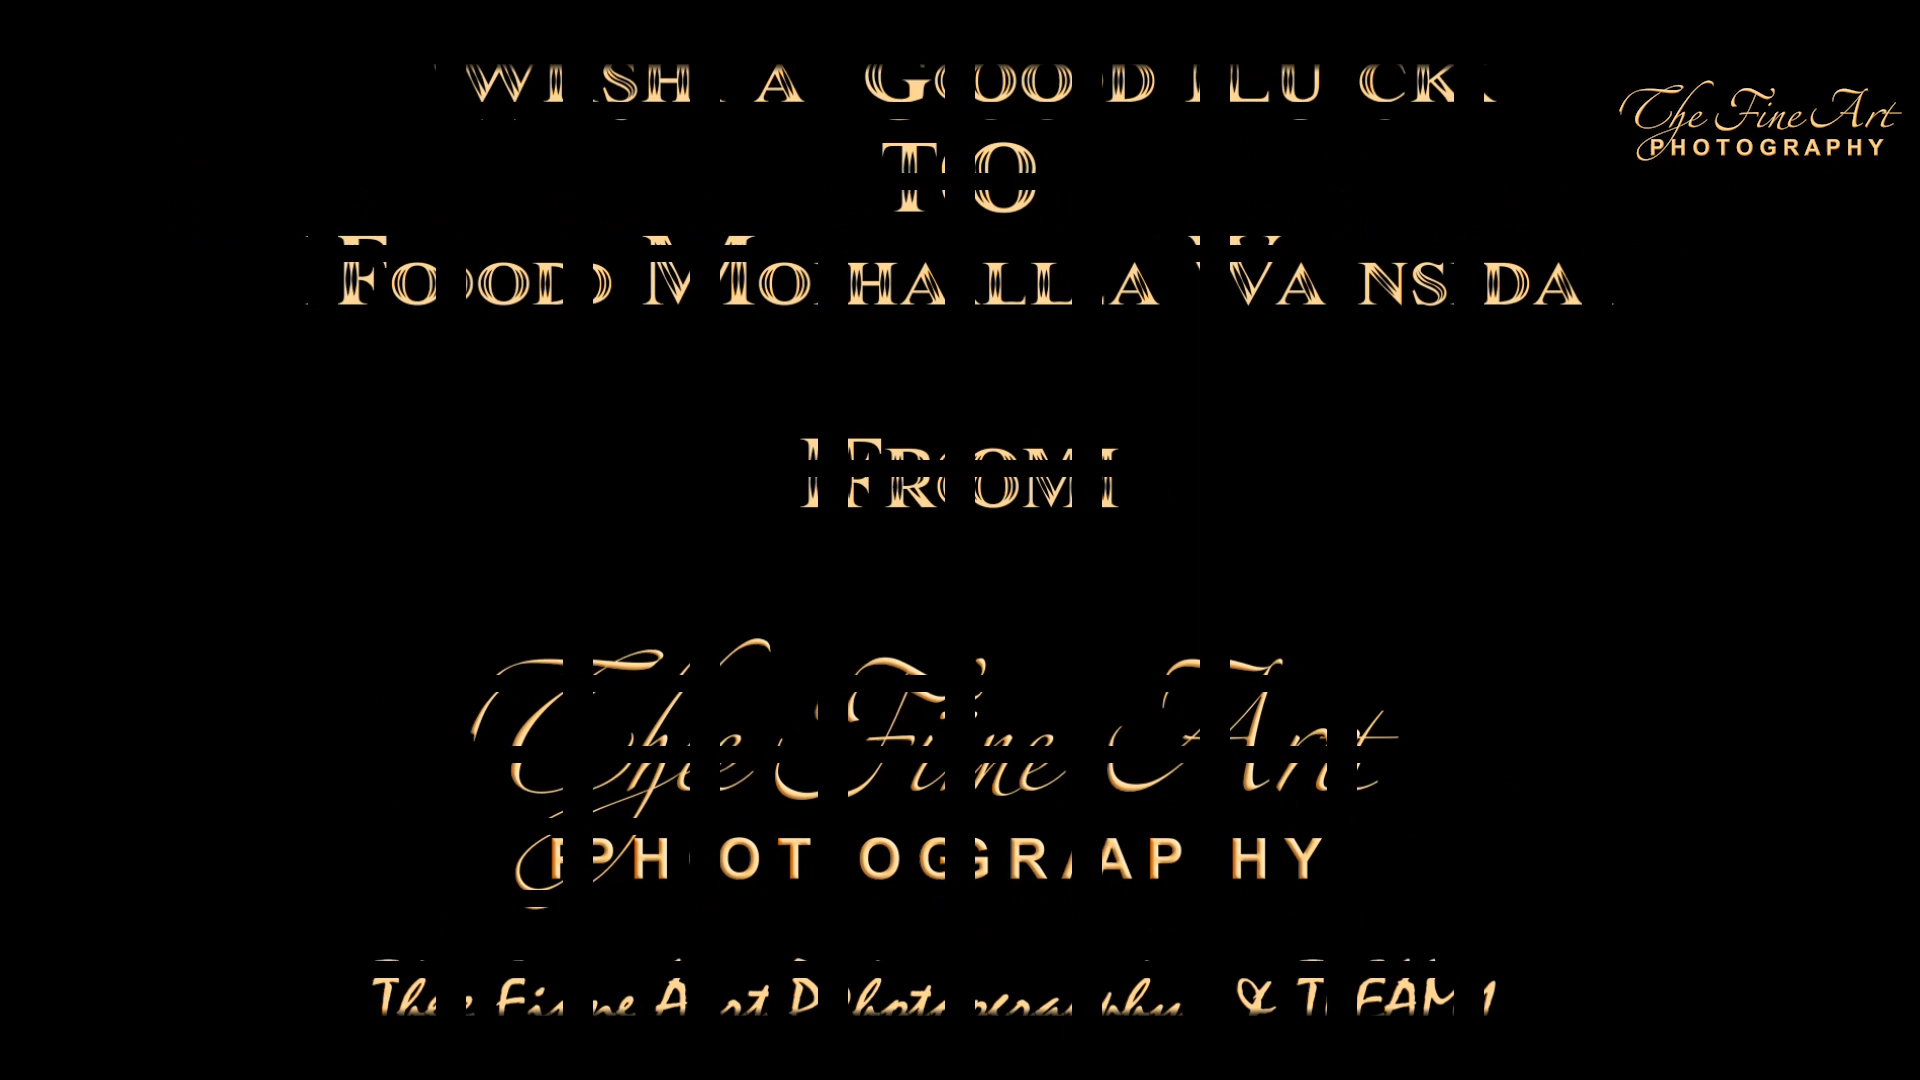 Wish A Good Luck
To
Food Mohalla Vansda
From
The Fine Art
PHOTOGRAPHY
The Fine Art Photography & TEAM
The Fine Art
PHOTOGRAPHY